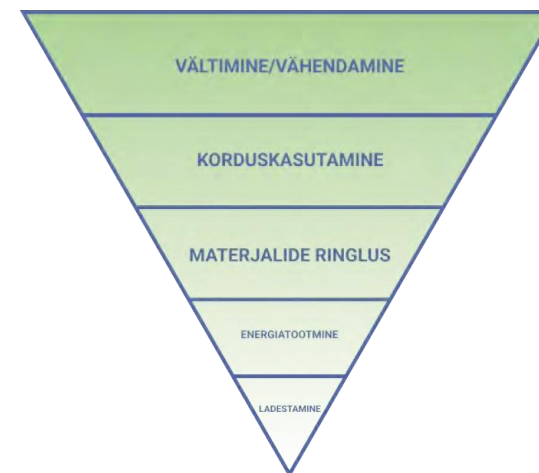 VÄLTIMINE/VÄHENDAMINE
KORDUSKASUTAMINE
MATERJALIDE RINGLUS
ENERGIATOOTMINE
LADESTAMINE